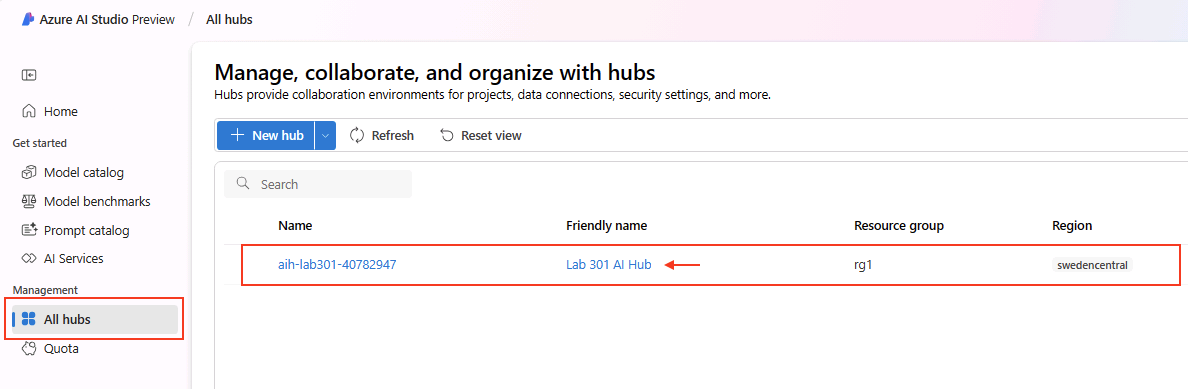 Azure AI Studio Preview / All hubs
Home
Get started
Model catalog
Model benchmarks
Prompt catalog
AI Services
Management
All hubs
Quota
Manage, collaborate, and organize with hubs
Hubs provide collaboration environments for projects, data connections, security settings, and more.
New hub Refresh Reset view
Search
Name Friendly name Resource group Region
aih-lab301-40782947 Lab 301 AI Hub rg1 swedencentral